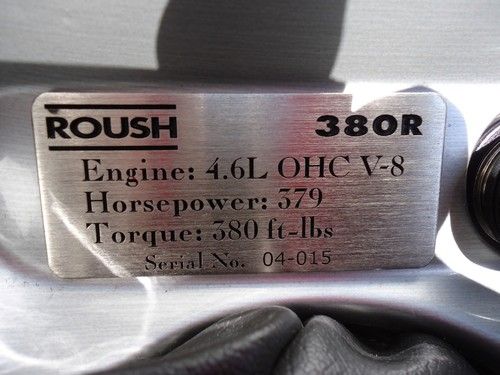 ROUSH 380R
Engine: 4.6L OHC V-8
Horsepower: 379
Torque: 380 ft-lbs
Serial No. 04-015